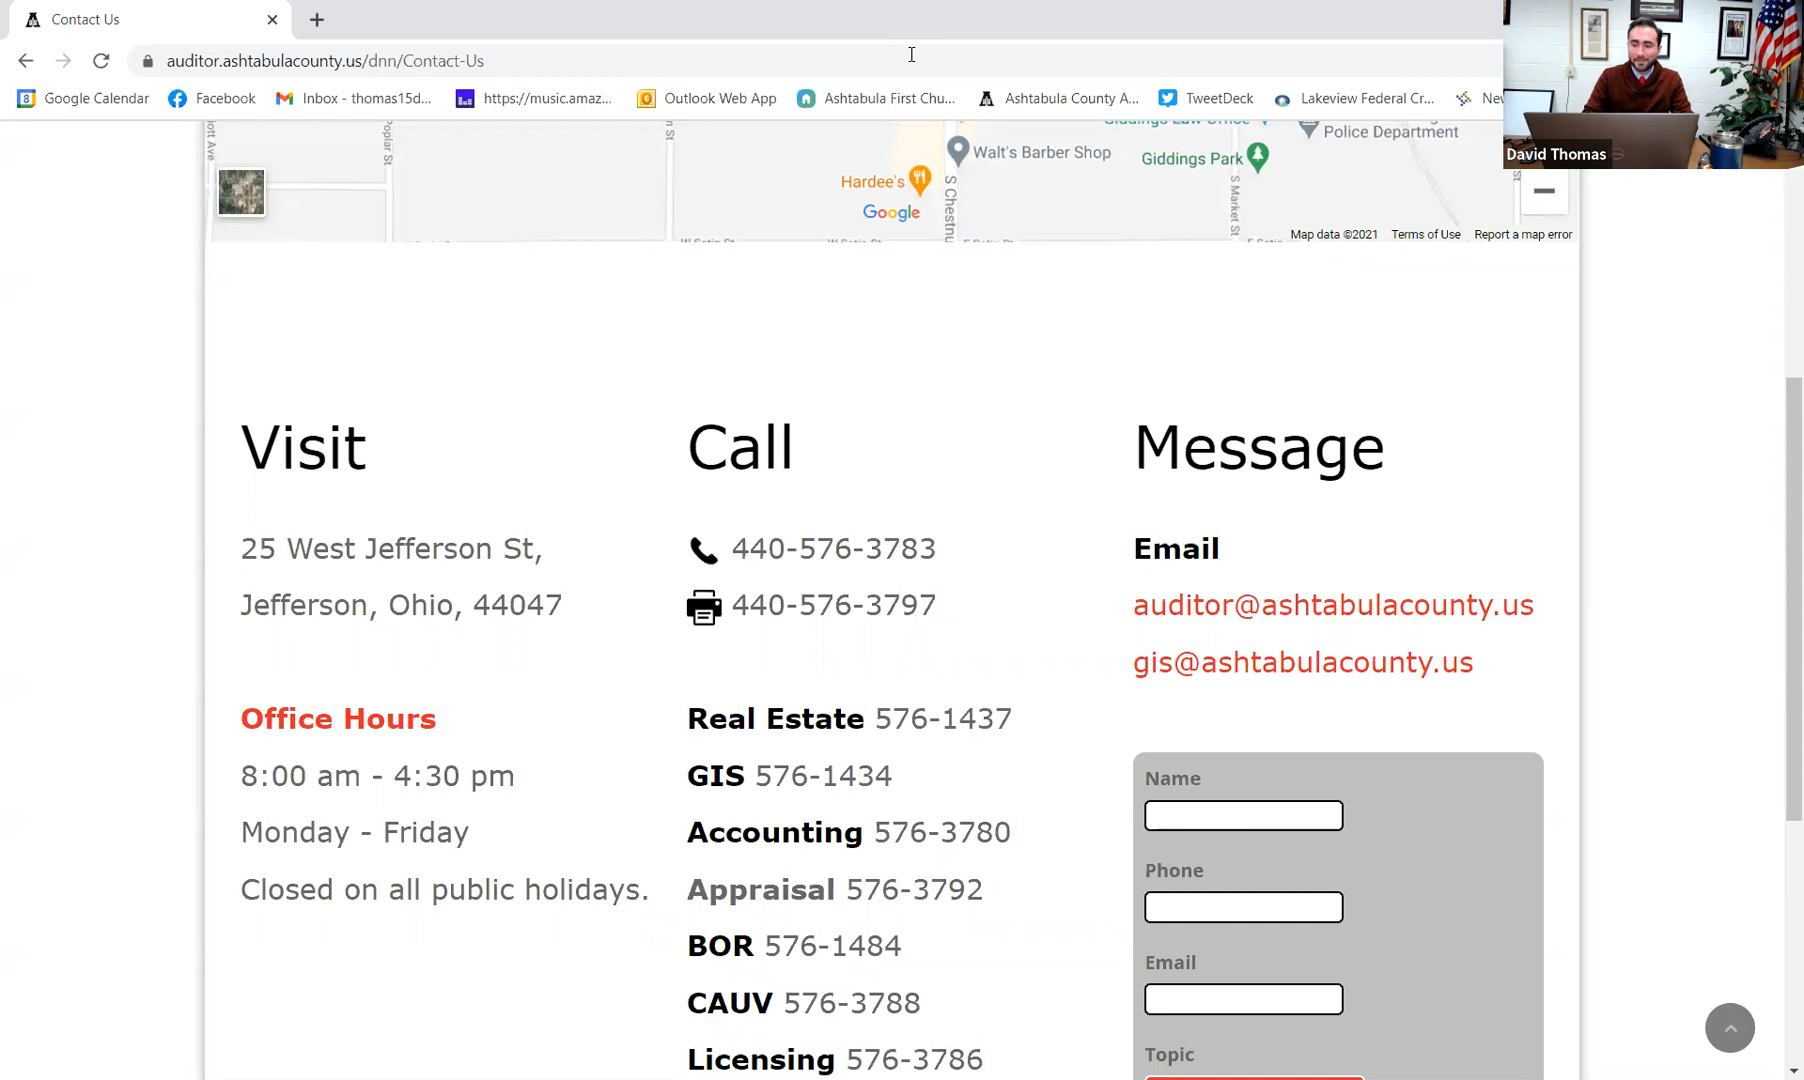 Contact Us
auditor.ashtabulacounty.us/dnn/Contact-Us
Google Calendar
Facebook
Inbox - thomas15d...
https://music.amaz...
Outlook Web App
Ashtabula First Chu...
Ashtabula County A...
TweetDeck
Lakeview Federal Cr...
David Thomas
Poplar St
Walt's Barber Shop
Giddings Park
Police Department
Hardee's
Google
S Market St
Map data ©2021
Terms of Use
Report a map error
Visit
25 West Jefferson St,
Jefferson, Ohio, 44047
Office Hours
8:00 am - 4:30 pm
Monday - Friday
Closed on all public holidays.
Call
440-576-3783
440-576-3797
Real Estate 576-1437
GIS 576-1434
Accounting 576-3780
Appraisal 576-3792
BOR 576-1484
CAUV 576-3788
Licensing 576-3786
Message
Email
auditor@ashtabulacounty.us
gis@ashtabulacounty.us
Name
Phone
Email
Topic